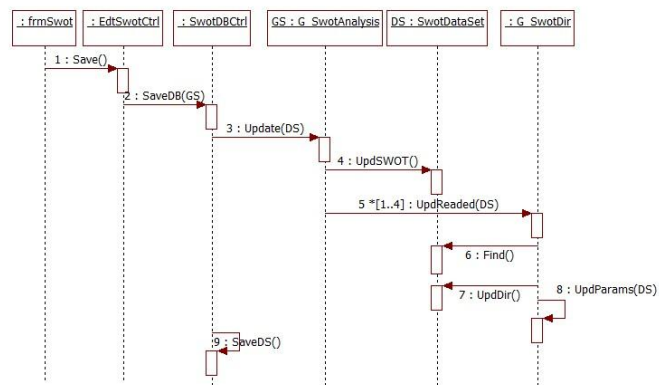 : frmSwot
: EdtSwotCtrl
: SwotDBCtrl
GS : G_SwotAnalysis
DS : SwotDataSet
: G_SwotDir
1 : Save()
2 : SaveDB(GS)
3 : Update(DS)
4 : UpdSWOT()
5 *[1..4] : UpdReaded(DS)
6 : Find()
7 : UpdDir()
8 : UpdParams(DS)
9 : SaveDS()